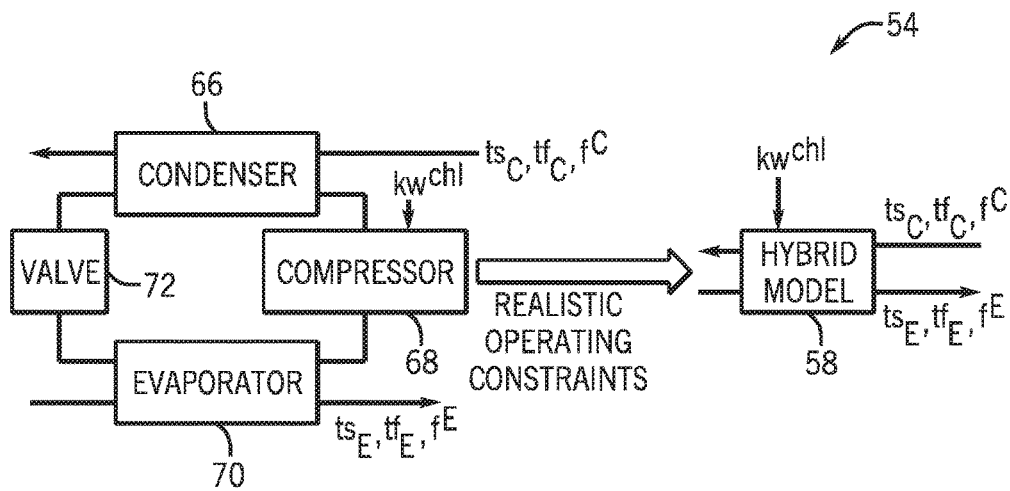 54
66
CONDENSER
ts_C, tf_C, f^C
kw^chl
VALVE
72
COMPRESSOR
68
REALISTIC
OPERATING
CONSTRAINTS
EVAPORATOR
70
ts_E, tf_E, f^E
kw^chl
ts_C, tf_C, f^C
HYBRID
MODEL
58
ts_E, tf_E, f^E